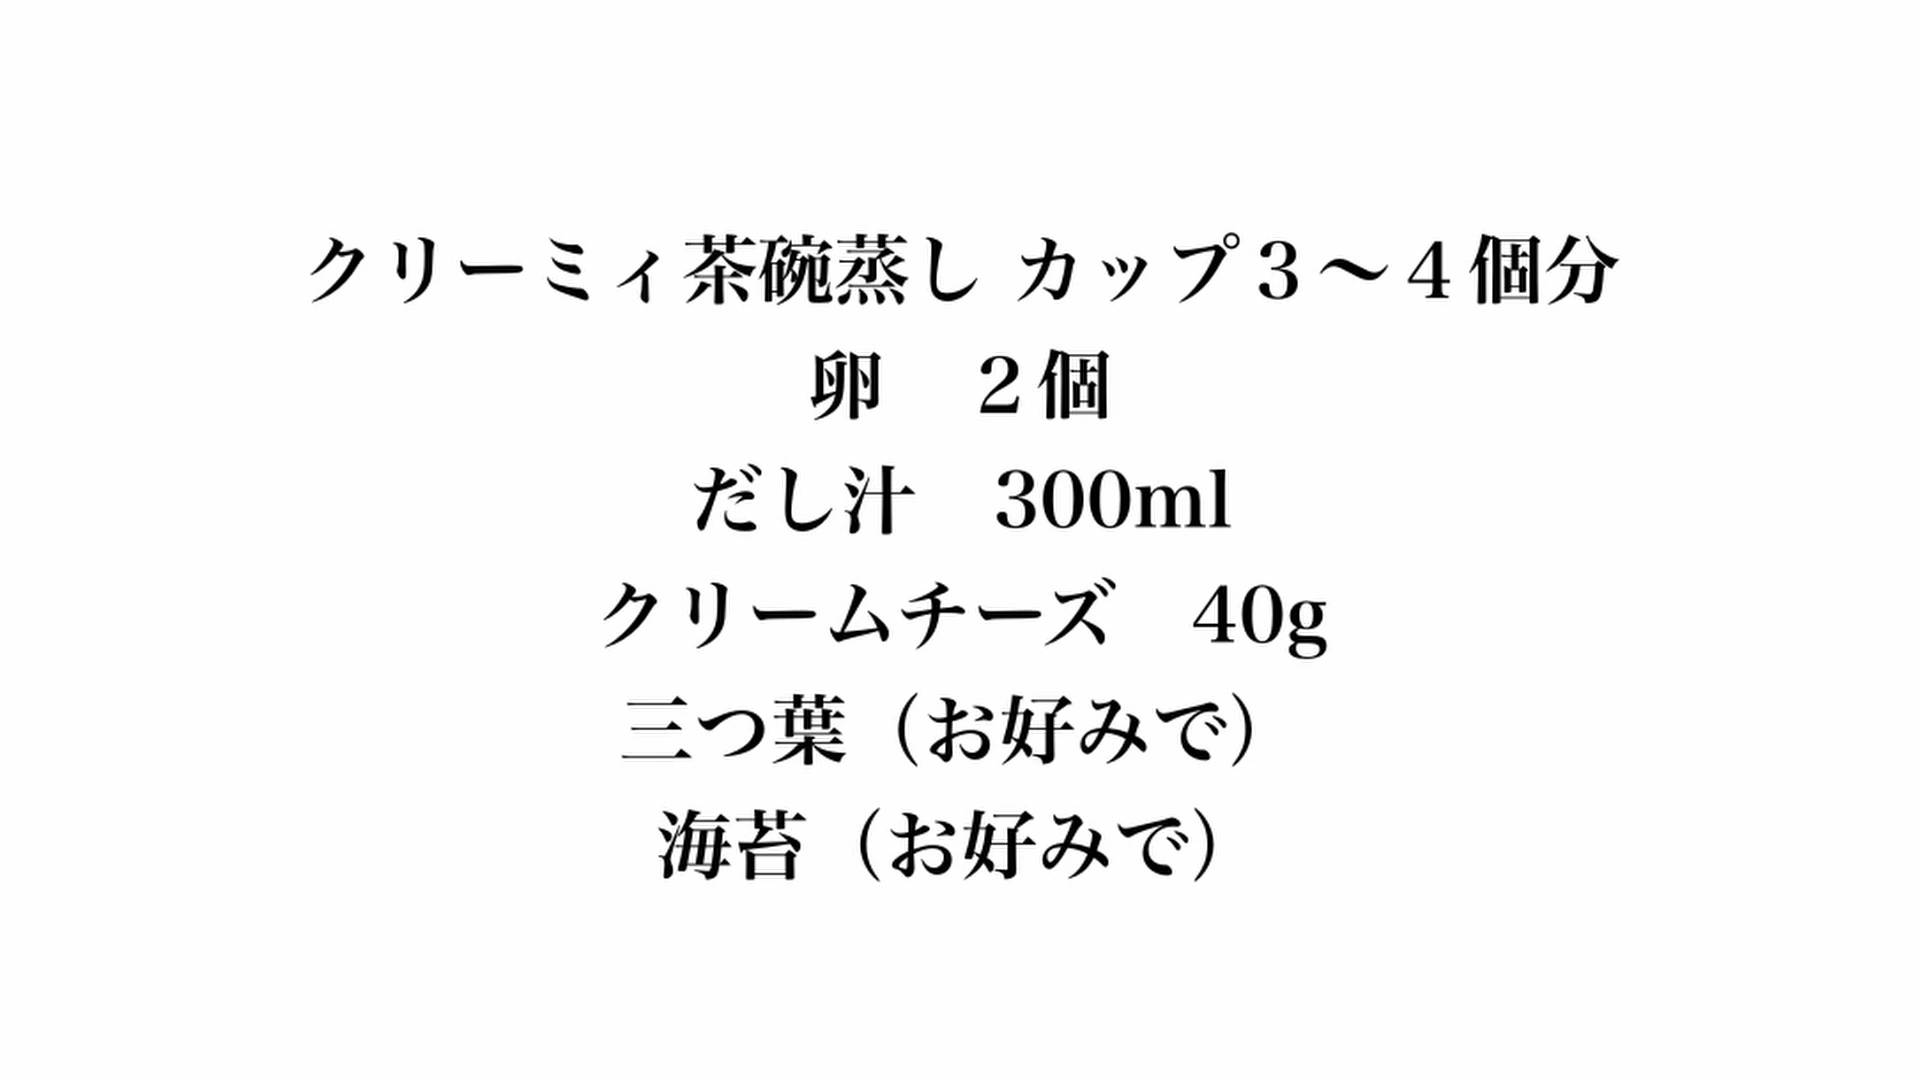 クリーミィ茶碗蒸し カップ３〜４個分
卵　２個
だし汁　300ml
クリームチーズ　40g
三つ葉（お好みで）
海苔（お好みで）